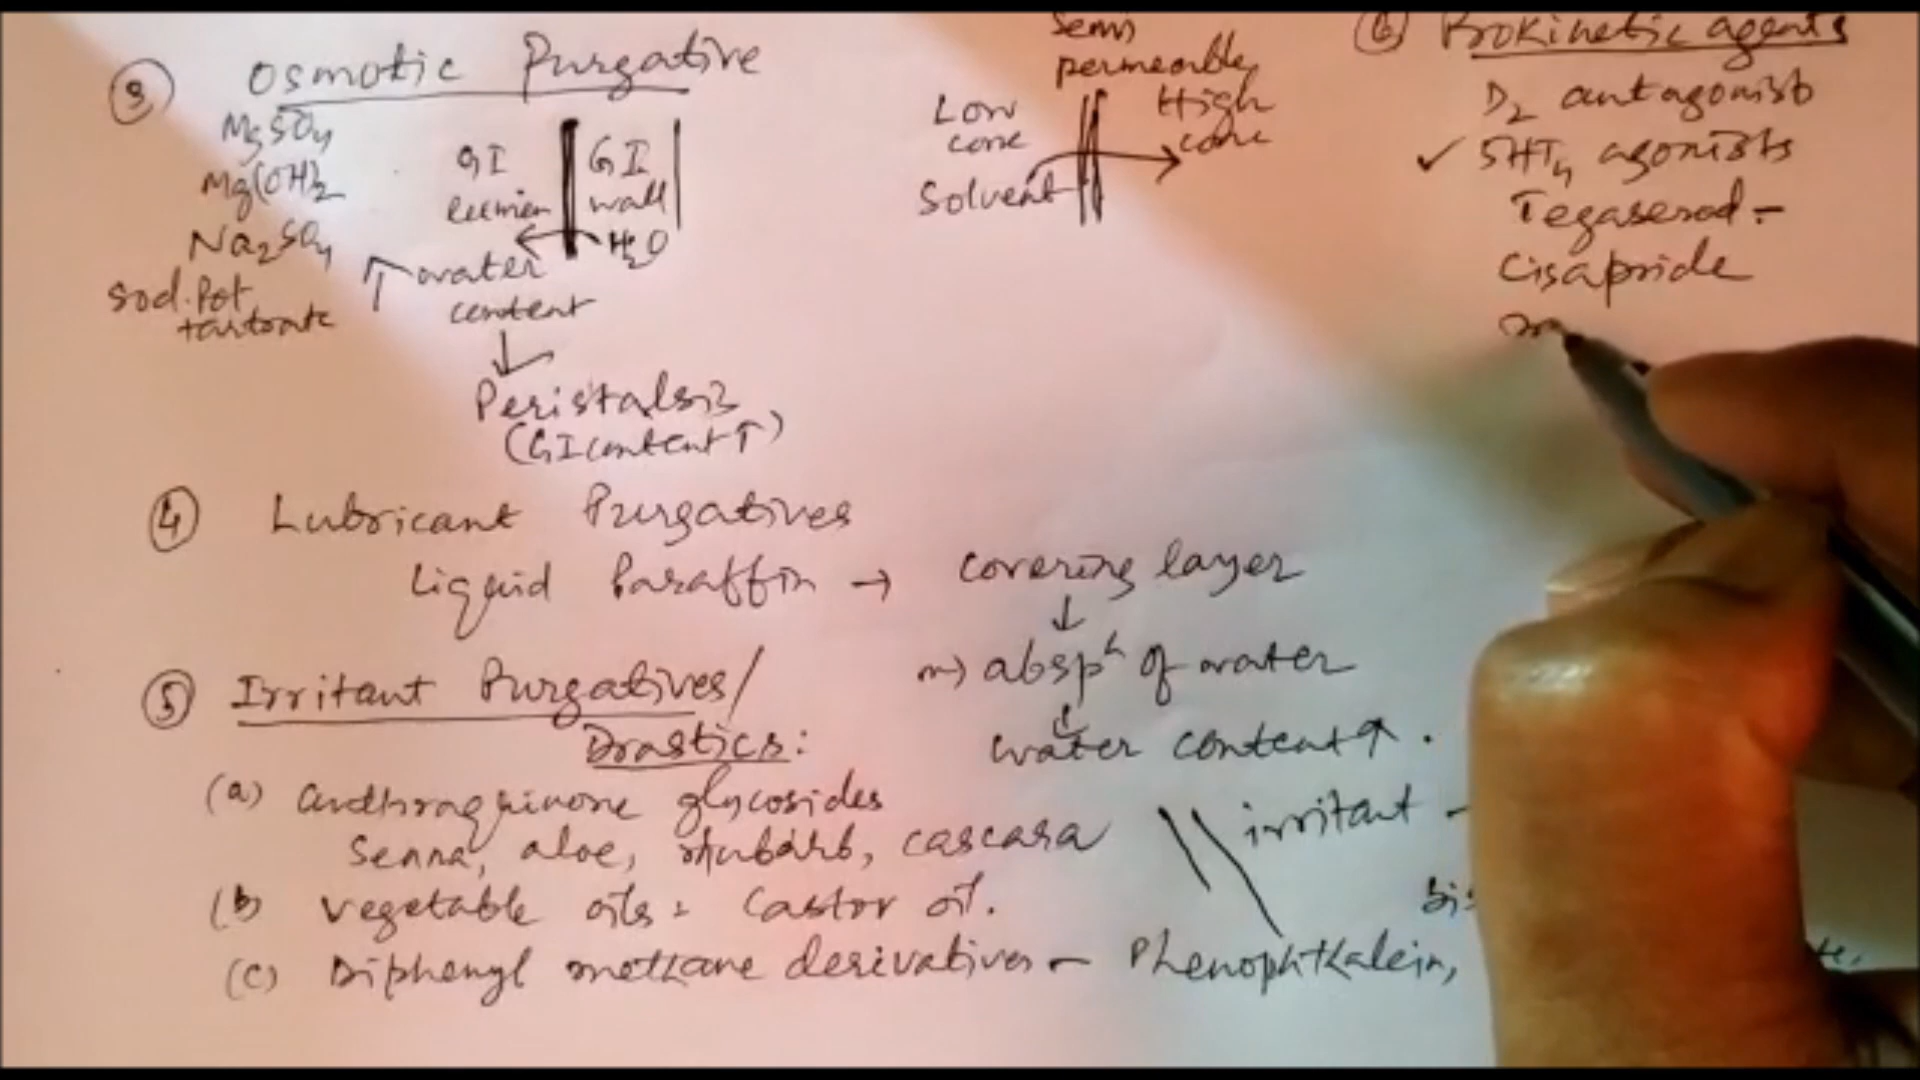 ③ Osmotic Purgative
MgSO4
Mg(OH)2
Na2SO4
Sod. Pot
tartrate
GI
lumen
GI
wall
H2O
↑ water
content
↓
Peristalsis
(GI content ↑)
Semi
permeable
Low
conc
High
conc
Solvent
⑥ Prokinetic agents
D2 antagonist
✓ 5HT4 agonists
Tegaserod -
Cisapride
④ Lubricant Purgatives
Liquid Paraffin → covering layer
↓
absp^n of water
↓
water content ↑.
⑤ Irritant Purgatives/
Drastics:
(a) anthraquinone glycosides
Senna, aloe, rhubarb, cascara
irritant -
(b) vegetable oils: Castor oil.
(c) Diphenyl methane derivatives - Phenophthalein,